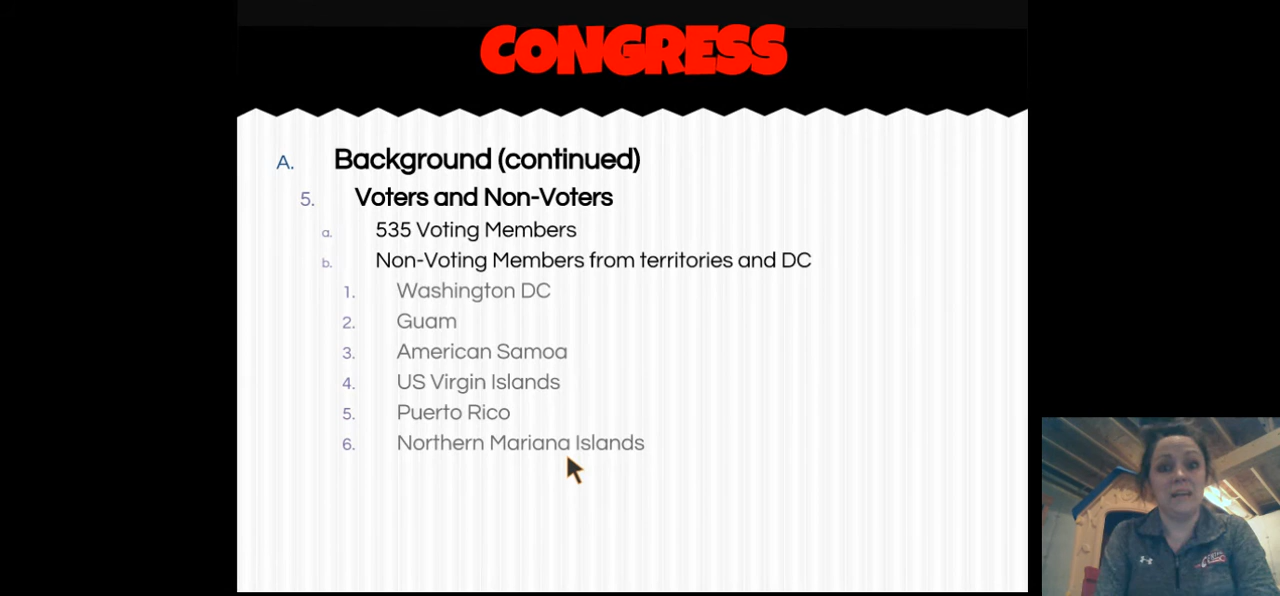 CONGRESS
A. Background (continued)
5. Voters and Non-Voters
a. 535 Voting Members
b. Non-Voting Members from territories and DC
1. Washington DC
2. Guam
3. American Samoa
4. US Virgin Islands
5. Puerto Rico
6. Northern Mariana Islands